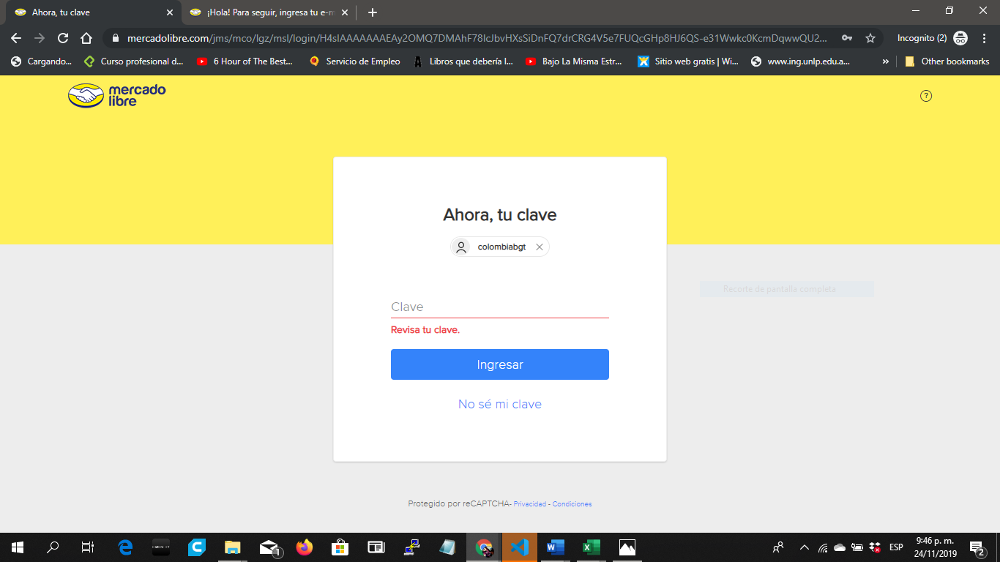 Ahora, tu clave
¡Hola! Para seguir, ingresa tu e-m
mercadolibre.com/jms/mco/lgz/msl/login/H4sIAAAAAAAEAy2OMQ7DMAhF78IcJbvHXsSiDnFQ7drCRG4V5e7FUQcGHp8HJ6QS-e31Wwkc0KcmDqwwQU2...
Incognito (2)
Cargando...
Curso profesional d...
6 Hour of The Best...
Servicio de Empleo
Libros que debería l...
Bajo La Misma Estr...
Sitio web gratis | Wi...
www.ing.unlp.edu.a...
»
Other bookmarks
mercado
libre
?
Ahora, tu clave
colombiabgt
Recorte de pantalla completa
Clave
Revisa tu clave.
Ingresar
No sé mi clave
Protegido por reCAPTCHA- Privacidad - Condiciones
1
ESP
9:46 p. m.
24/11/2019
2